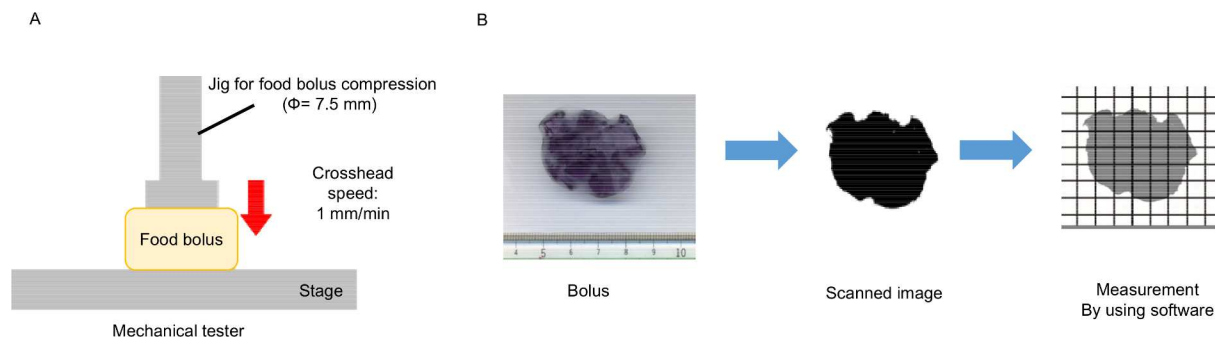 A
Jig for food bolus compression
(Φ= 7.5 mm)
Crosshead
speed:
1 mm/min
Food bolus
Stage
Mechanical tester
B
4 5 6 7 8 9 10
Bolus
Scanned image
Measurement
By using software